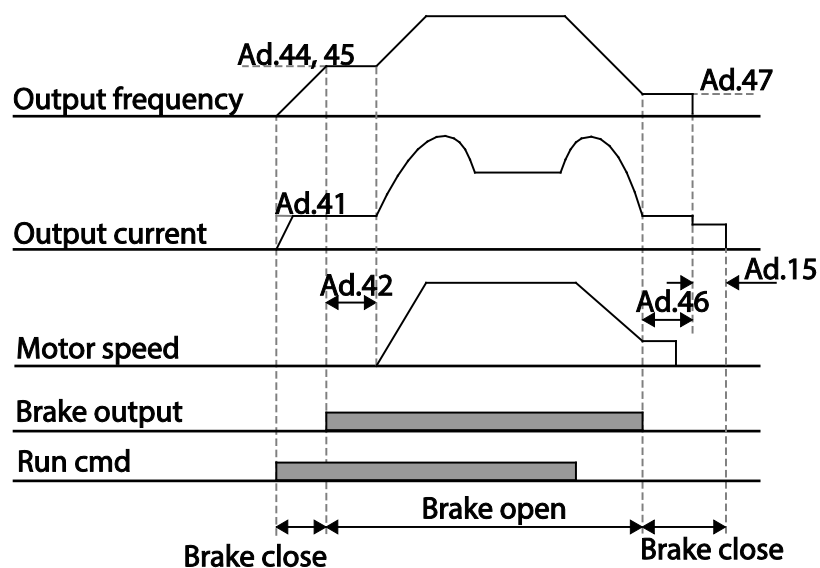 Ad.44, 45
Ad.47
Output frequency
Ad.41
Output current
Ad.15
Ad.42
Ad.46
Motor speed
Brake output
Run cmd
Brake open
Brake close
Brake close